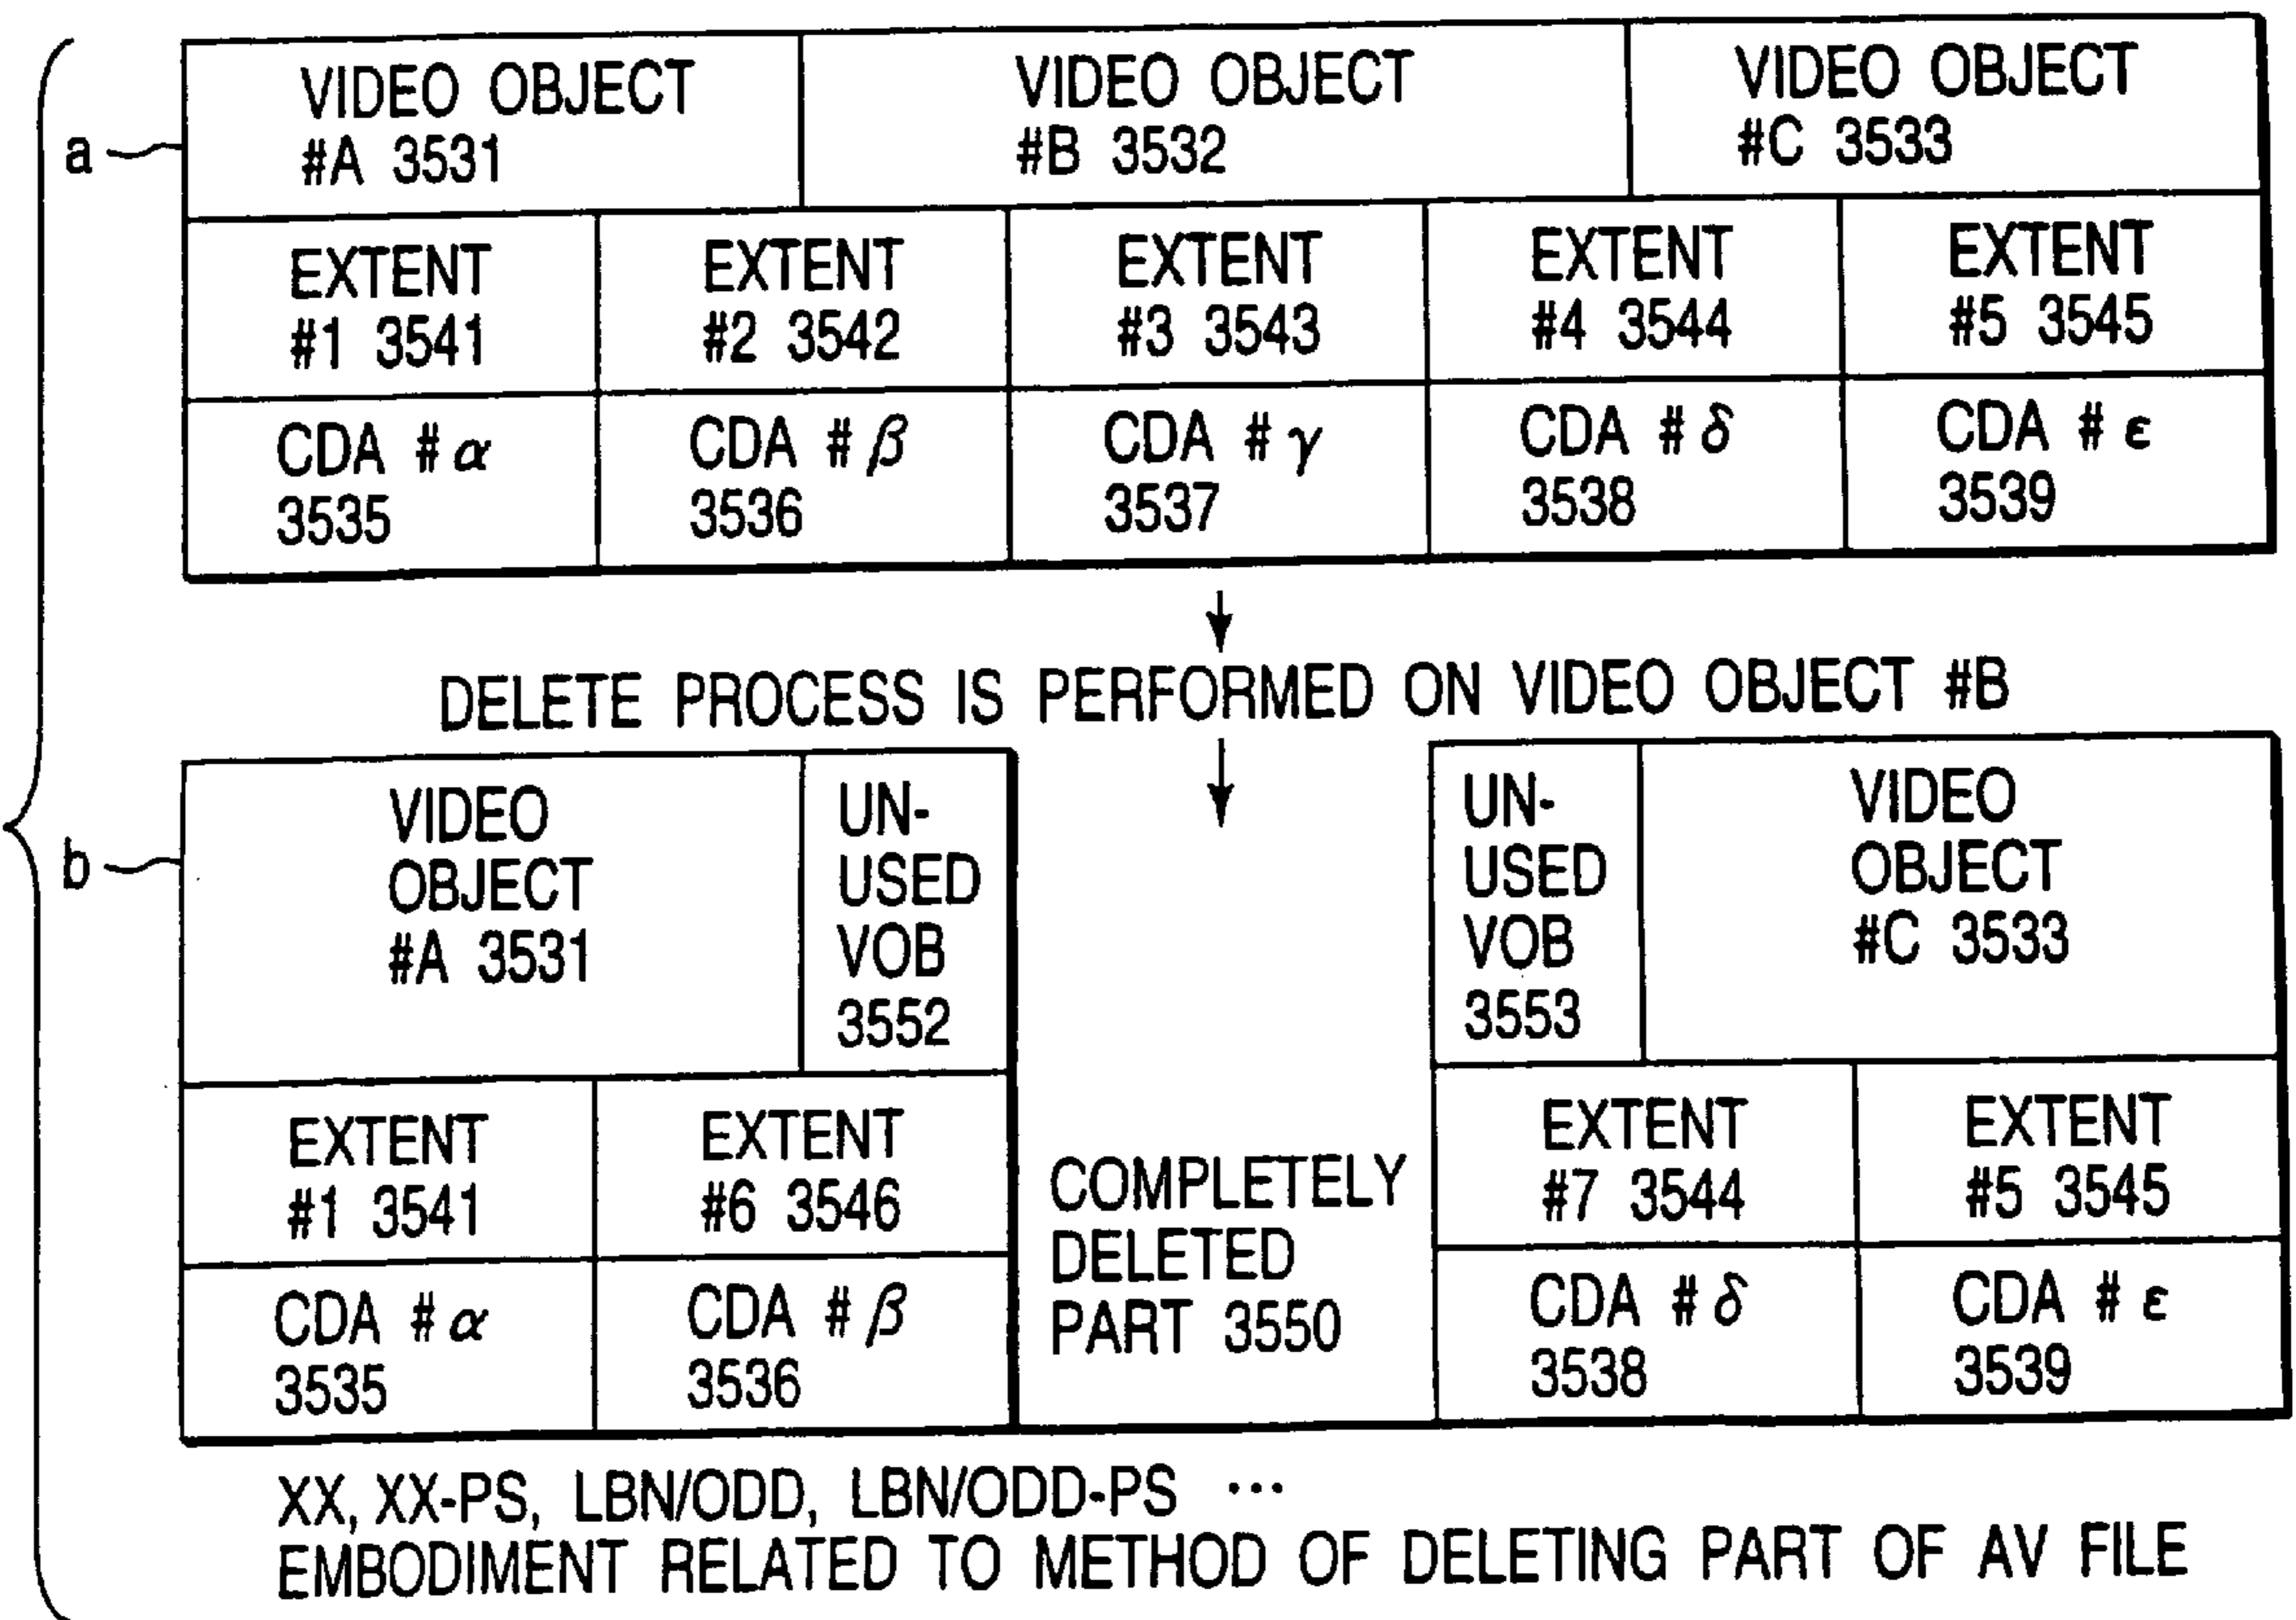 a
VIDEO OBJECT
#A 3531
VIDEO OBJECT
#B 3532
VIDEO OBJECT
#C 3533
EXTENT
#1 3541
EXTENT
#2 3542
EXTENT
#3 3543
EXTENT
#4 3544
EXTENT
#5 3545
CDA #α
3535
CDA #β
3536
CDA #γ
3537
CDA #δ
3538
CDA #ε
3539
DELETE PROCESS IS PERFORMED ON VIDEO OBJECT #B
b
VIDEO
OBJECT
#A 3531
UN-
USED
VOB
3552
UN-
USED
VOB
3553
VIDEO
OBJECT
#C 3533
EXTENT
#1 3541
EXTENT
#6 3546
COMPLETELY
DELETED
PART 3550
EXTENT
#7 3544
EXTENT
#5 3545
CDA #α
3535
CDA #β
3536
CDA #δ
3538
CDA #ε
3539
XX, XX-PS, LBN/ODD, LBN/ODD-PS ···
EMBODIMENT RELATED TO METHOD OF DELETING PART OF AV FILE